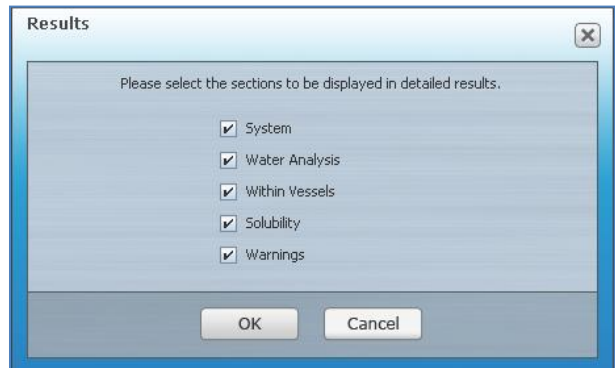 Results
Please select the sections to be displayed in detailed results.
System
Water Analysis
Within Vessels
Solubility
Warnings
OK
Cancel